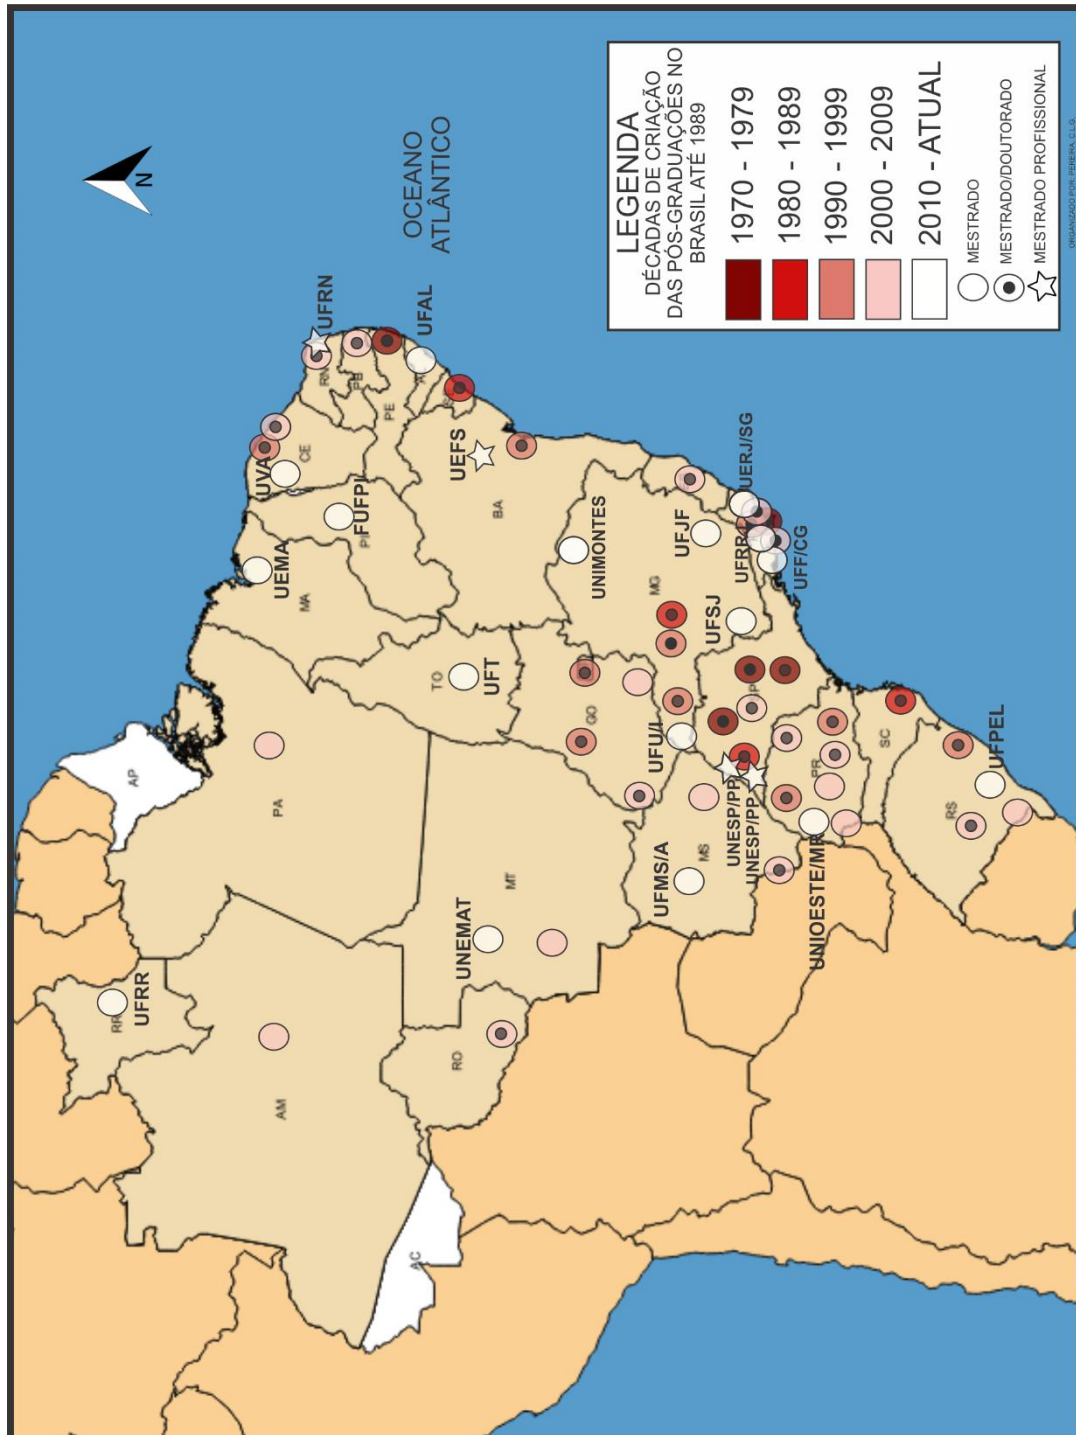 LEGENDA
DÉCADAS DE CRIAÇÃO
DAS PÓS-GRADUAÇÕES NO
BRASIL ATÉ 1989
1970 - 1979
1980 - 1989
1990 - 1999
2000 - 2009
2010 - ATUAL
MESTRADO
MESTRADO/DOUTORADO
MESTRADO PROFISSIONAL
ORGANIZADO POR: PEREIRA, C.L.G.
N
OCEANO
ATLÂNTICO
RR
UFRR
AP
AM
PA
AC
RO
MT
UNEMAT
TO
UFT
MA
UEMA
PI
FUFPI
CE
UVA
RN
UFRN
PB
PE
UFAL
BA
UEFS
GO
MG
UNIMONTES
UFJF
UFSJ
UFU/I
UERJ/SG
UFF/CG
MS
UFMS/A
UNESP/PP
UNESP/PP
PR
UNIOESTE/MR
SC
RS
UFPEL